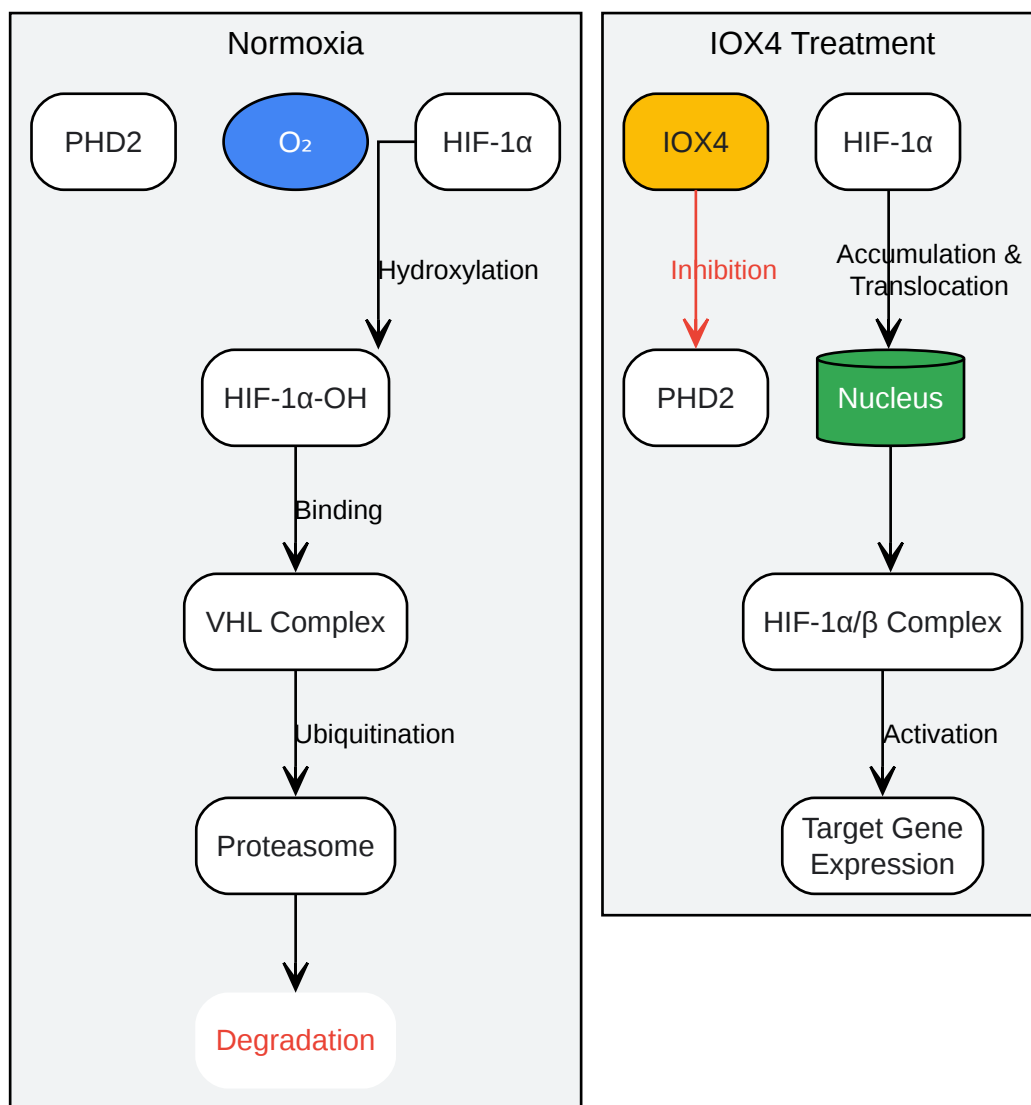 Normoxia
PHD2
O₂
HIF-1α
Hydroxylation
HIF-1α-OH
Binding
VHL Complex
Ubiquitination
Proteasome
Degradation
IOX4 Treatment
IOX4
HIF-1α
Inhibition
Accumulation &
Translocation
PHD2
Nucleus
HIF-1α/β Complex
Activation
Target Gene
Expression